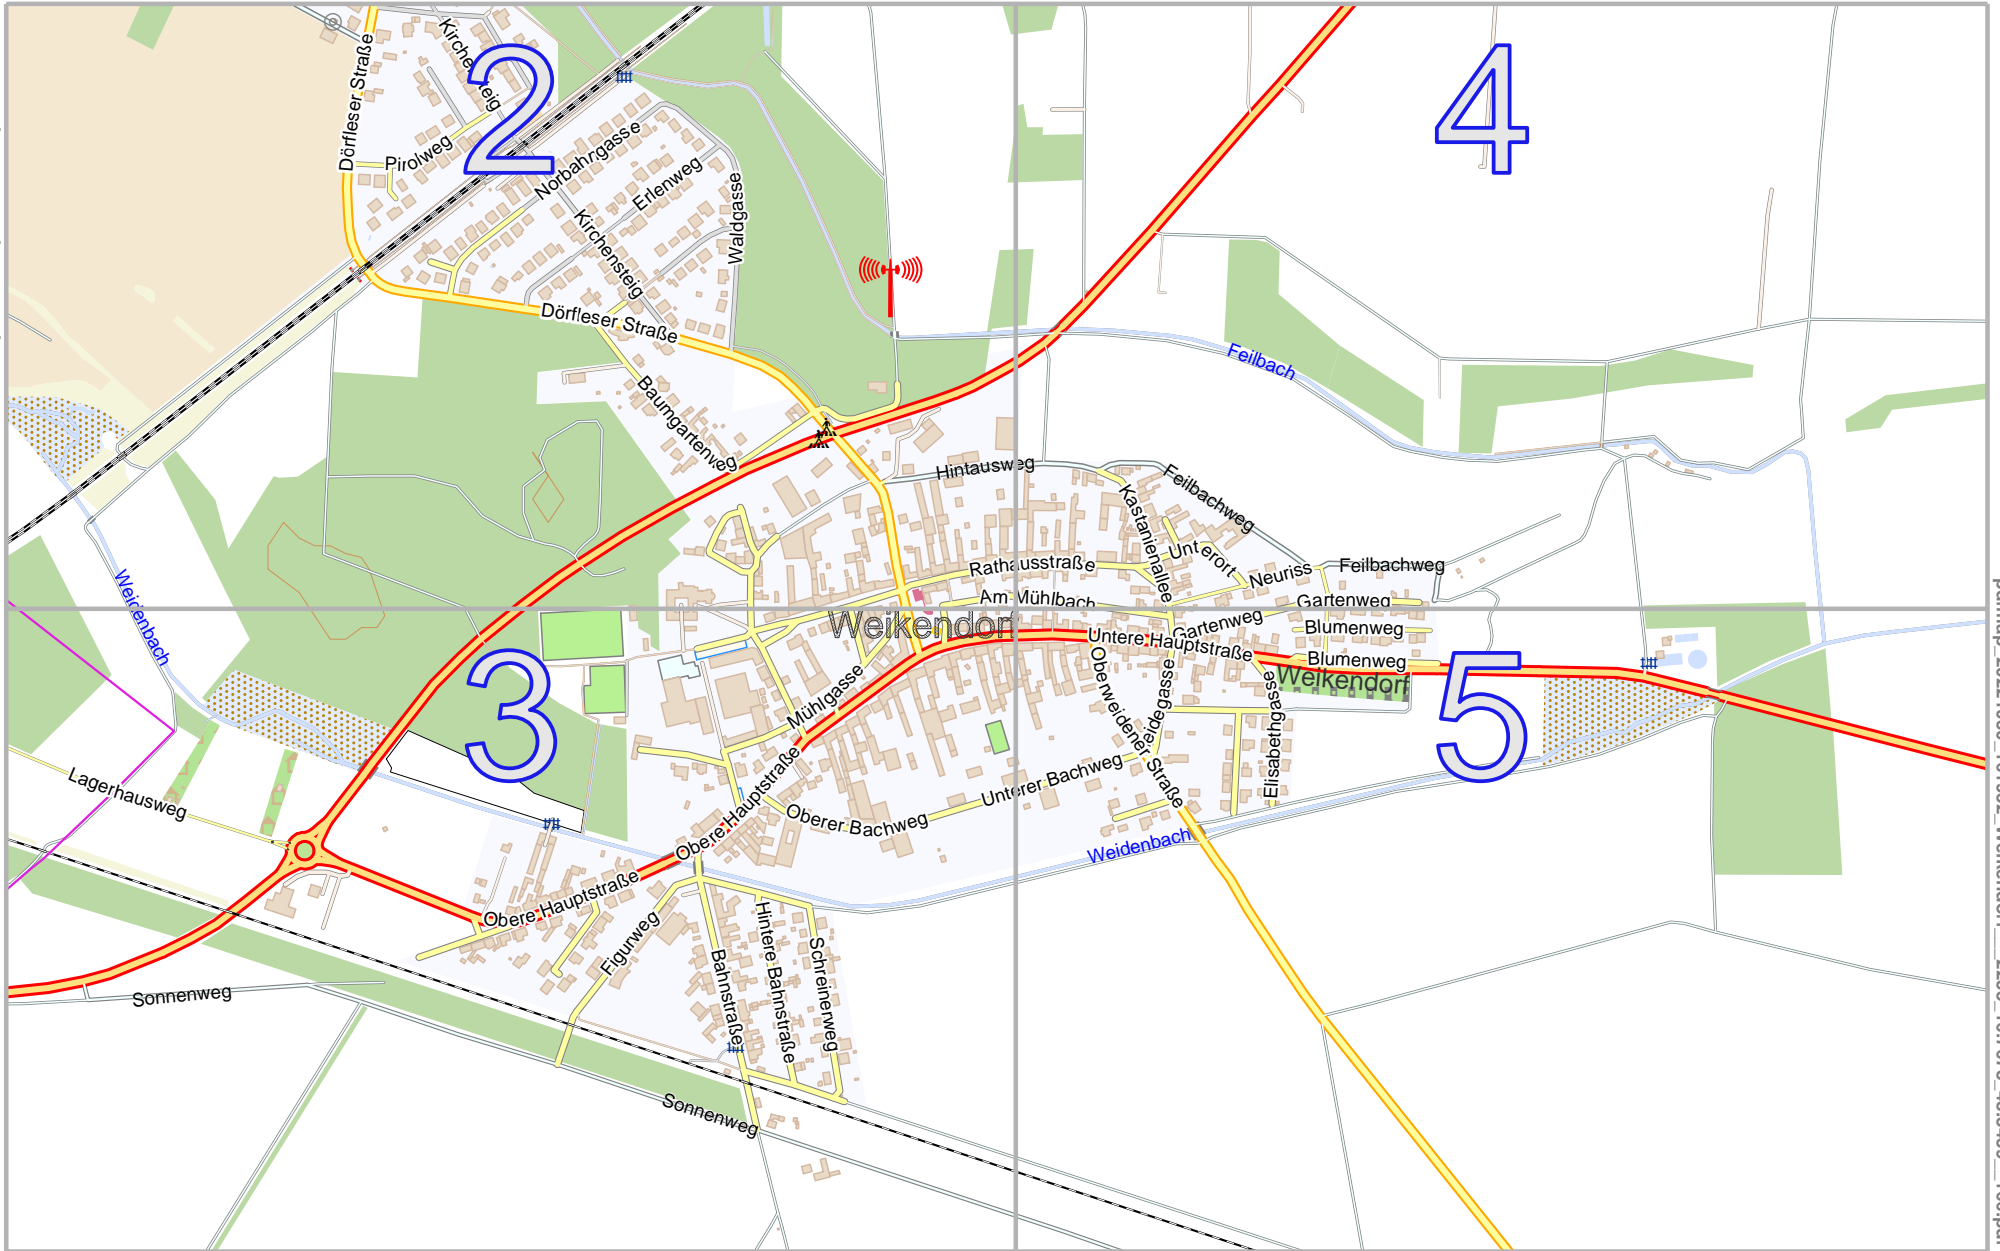 2
4
Dörfleser Straße
Pirolweg
Norbahngasse
Erlenweg
Waldgasse
Kirchensteig
Dörfleser Straße
Baumgartenweg
Feilbach
Hintausweg
Feilbachweg
Kastanienallee
Unterort
Rathausstraße
Neuriss
Feilbachweg
Am Mühlbach
Gartenweg
Weidenbach
Weikendorf
Untere Hauptstraße
Gartenweg
Blumenweg
Blumenweg
Weikendorf
3
5
Mühlgasse
Oberweidener Straße
Elisabethgasse
Lagerhausweg
Obere Hauptstraße
Oberer Bachweg
Unterer Bachweg
Weidenbach
Obere Hauptstraße
Figurweg
Bahnstraße
Hintere Bahnstraße
Schreinerweg
Sonnenweg
Sonnenweg